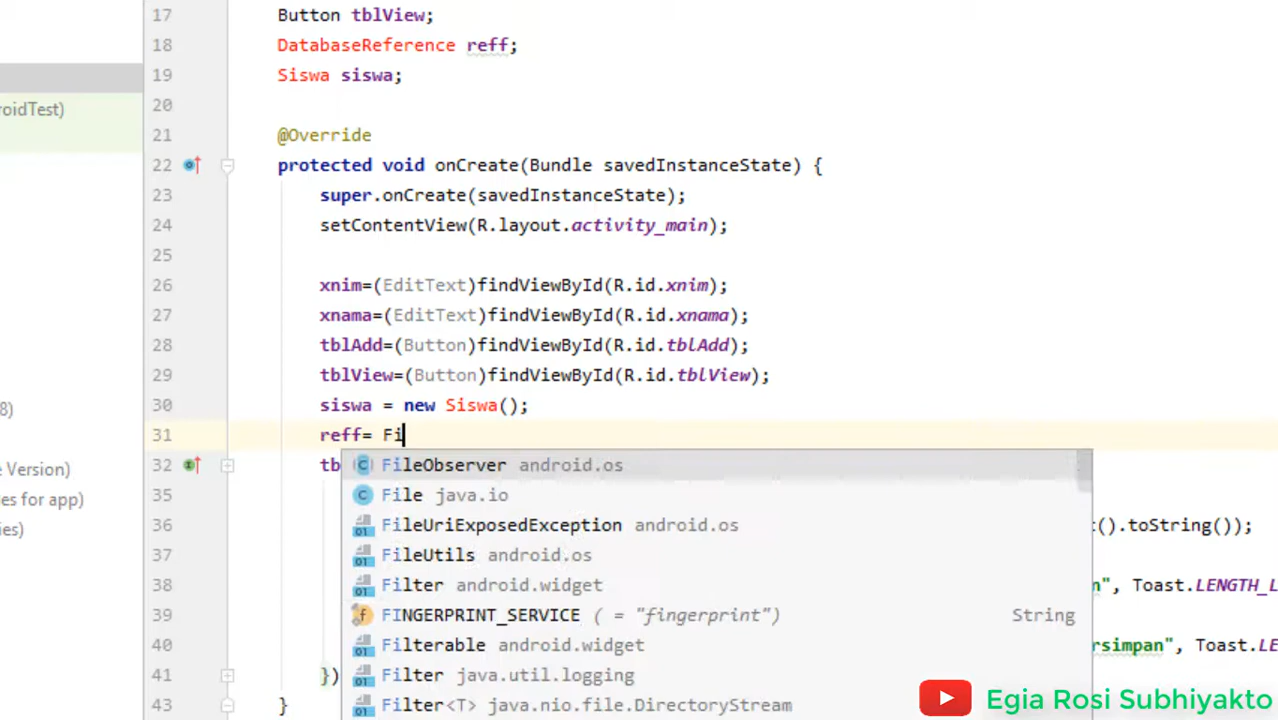 17 Button tblView;
18 DatabaseReference reff;
19 Siswa siswa;
20
roidTest)
21 @Override
22 protected void onCreate(Bundle savedInstanceState) {
23 super.onCreate(savedInstanceState);
24 setContentView(R.layout.activity_main);
25
26 xnim=(EditText)findViewById(R.id.xnim);
27 xnama=(EditText)findViewById(R.id.xnama);
28 tblAdd=(Button)findViewById(R.id.tblAdd);
29 tblView=(Button)findViewById(R.id.tblView);
8) 30 siswa = new Siswa();
31 reff= Fi
e Version) 32 tb FileObserver android.os
es for app) 35 File java.io
ies) 36 FileUriExposedException android.os t().toString());
37 FileUtils android.os
38 Filter android.widget n", Toast.LENGTH_L
39 FINGERPRINT_SERVICE ( = "fingerprint") String
40 Filterable android.widget rsimpan", Toast.LE
41 }) Filter java.util.logging
43 } Filter<T> java.nio.file.DirectoryStream
Egia Rosi Subhiyakto